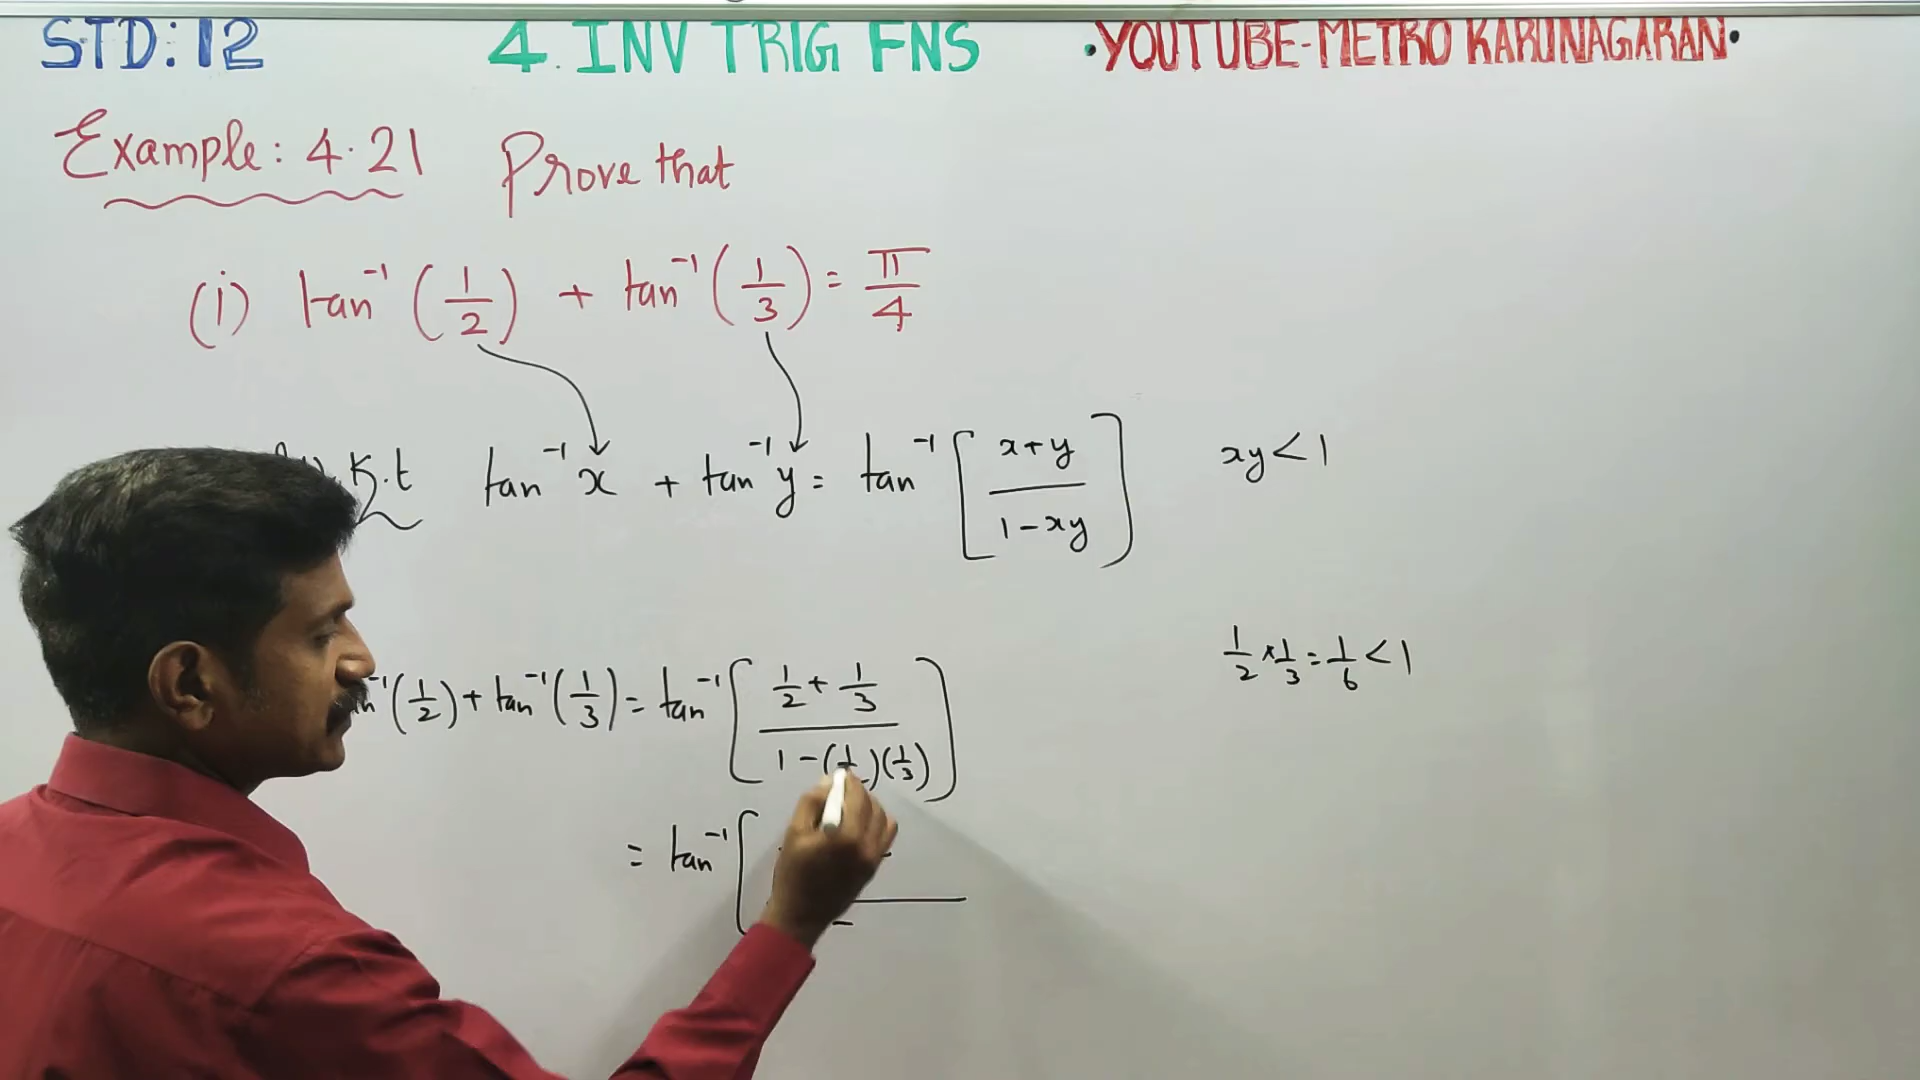 STD: 12 4. INV TRIG FNS •YOUTUBE-METRO KARUNAGARAN•
Example: 4.21 Prove that
(i) tan⁻¹(1/2) + tan⁻¹(1/3) = π/4
K.t tan⁻¹ x + tan⁻¹ y = tan⁻¹ [(x+y)/(1-xy)] xy < 1
⁻¹(1/2) + tan⁻¹(1/3) = tan⁻¹ [(1/2 + 1/3)/(1-(1/2)(1/3))] 1/2 × 1/3 = 1/6 < 1
= tan⁻¹ [